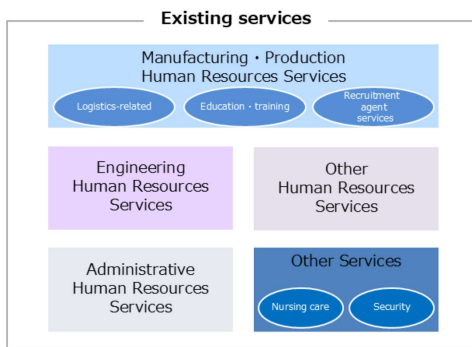 Existing services
Manufacturing・Production
Human Resources Services
Logistics-related
Education・training
Recruitment
agent
services
Engineering
Human Resources
Services
Other
Human Resources
Services
Administrative
Human Resources
Services
Other Services
Nursing care
Security